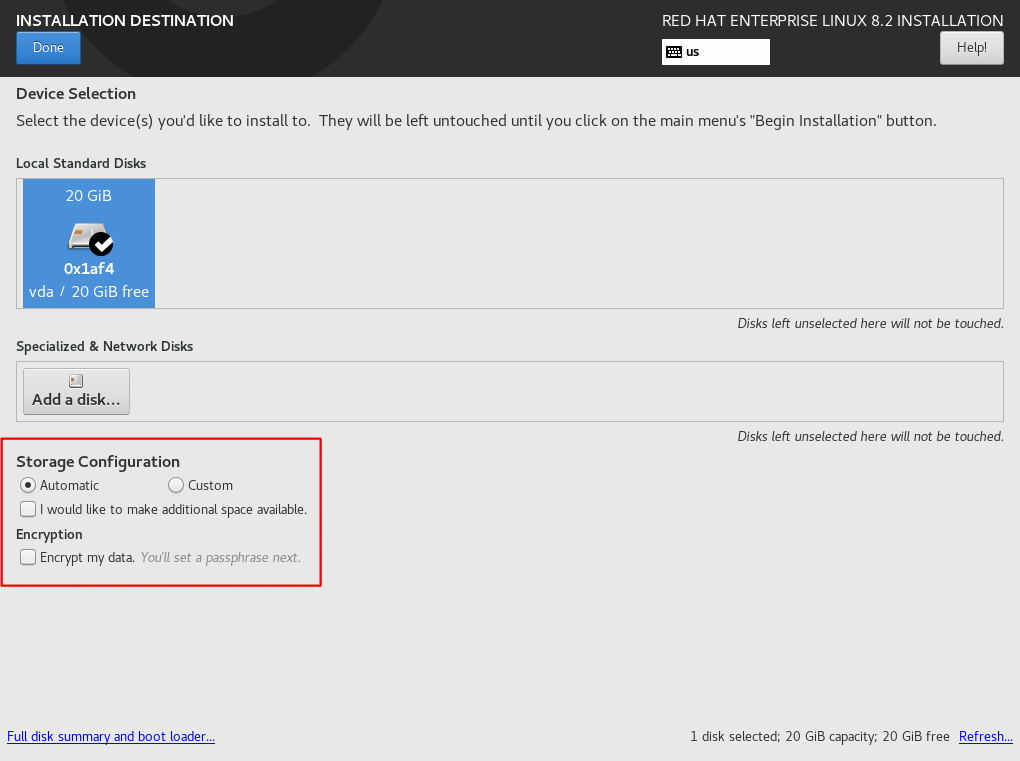 INSTALLATION DESTINATION
RED HAT ENTERPRISE LINUX 8.2 INSTALLATION
Done
us
Help!
Device Selection
Select the device(s) you'd like to install to.  They will be left untouched until you click on the main menu's "Begin Installation" button.
Local Standard Disks
20 GiB
0x1af4
vda / 20 GiB free
Disks left unselected here will not be touched.
Specialized & Network Disks
Add a disk...
Disks left unselected here will not be touched.
Storage Configuration
Automatic Custom
I would like to make additional space available.
Encryption
Encrypt my data. You'll set a passphrase next.
Full disk summary and boot loader... 1 disk selected; 20 GiB capacity; 20 GiB free Refresh...